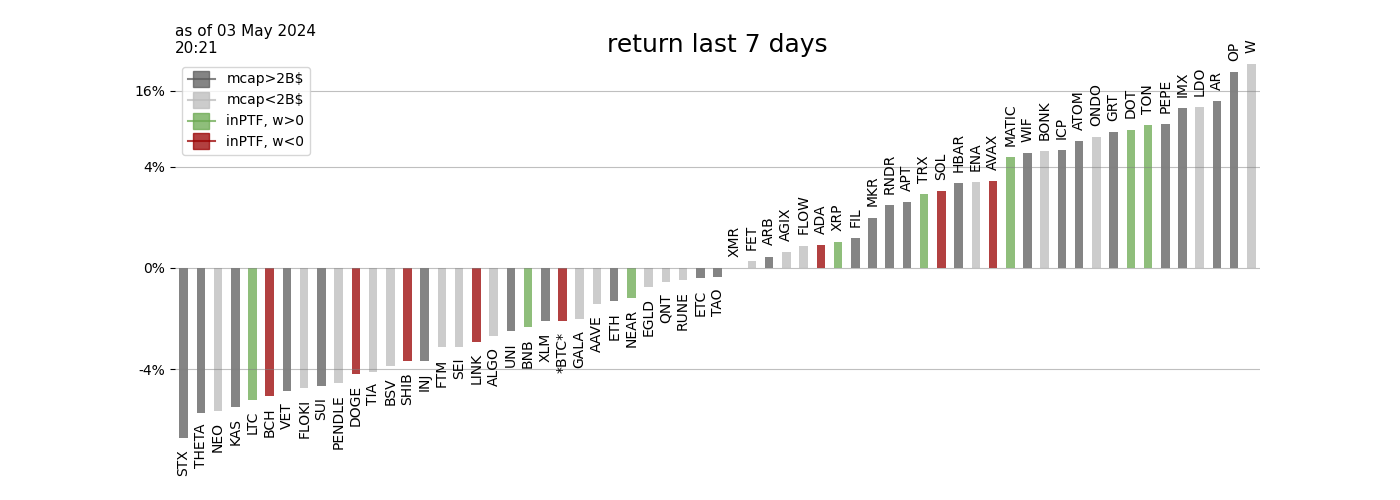 as of 03 May 2024
20:21
return last 7 days
mcap>2B$
mcap<2B$
inPTF, w>0
inPTF, w<0
16%
4%
0%
-4%
STX
THETA
NEO
KAS
LTC
BCH
VET
FLOKI
SUI
PENDLE
DOGE
TIA
BSV
SHIB
INJ
FTM
SEI
LINK
ALGO
UNI
BNB
XLM
*BTC*
GALA
AAVE
ETH
NEAR
EGLD
QNT
RUNE
ETC
TAO
XMR
FET
ARB
AGIX
FLOW
ADA
XRP
FIL
MKR
RNDR
APT
TRX
SOL
HBAR
ENA
AVAX
MATIC
WIF
BONK
ICP
ATOM
ONDO
GRT
DOT
TON
PEPE
IMX
LDO
AR
OP
W